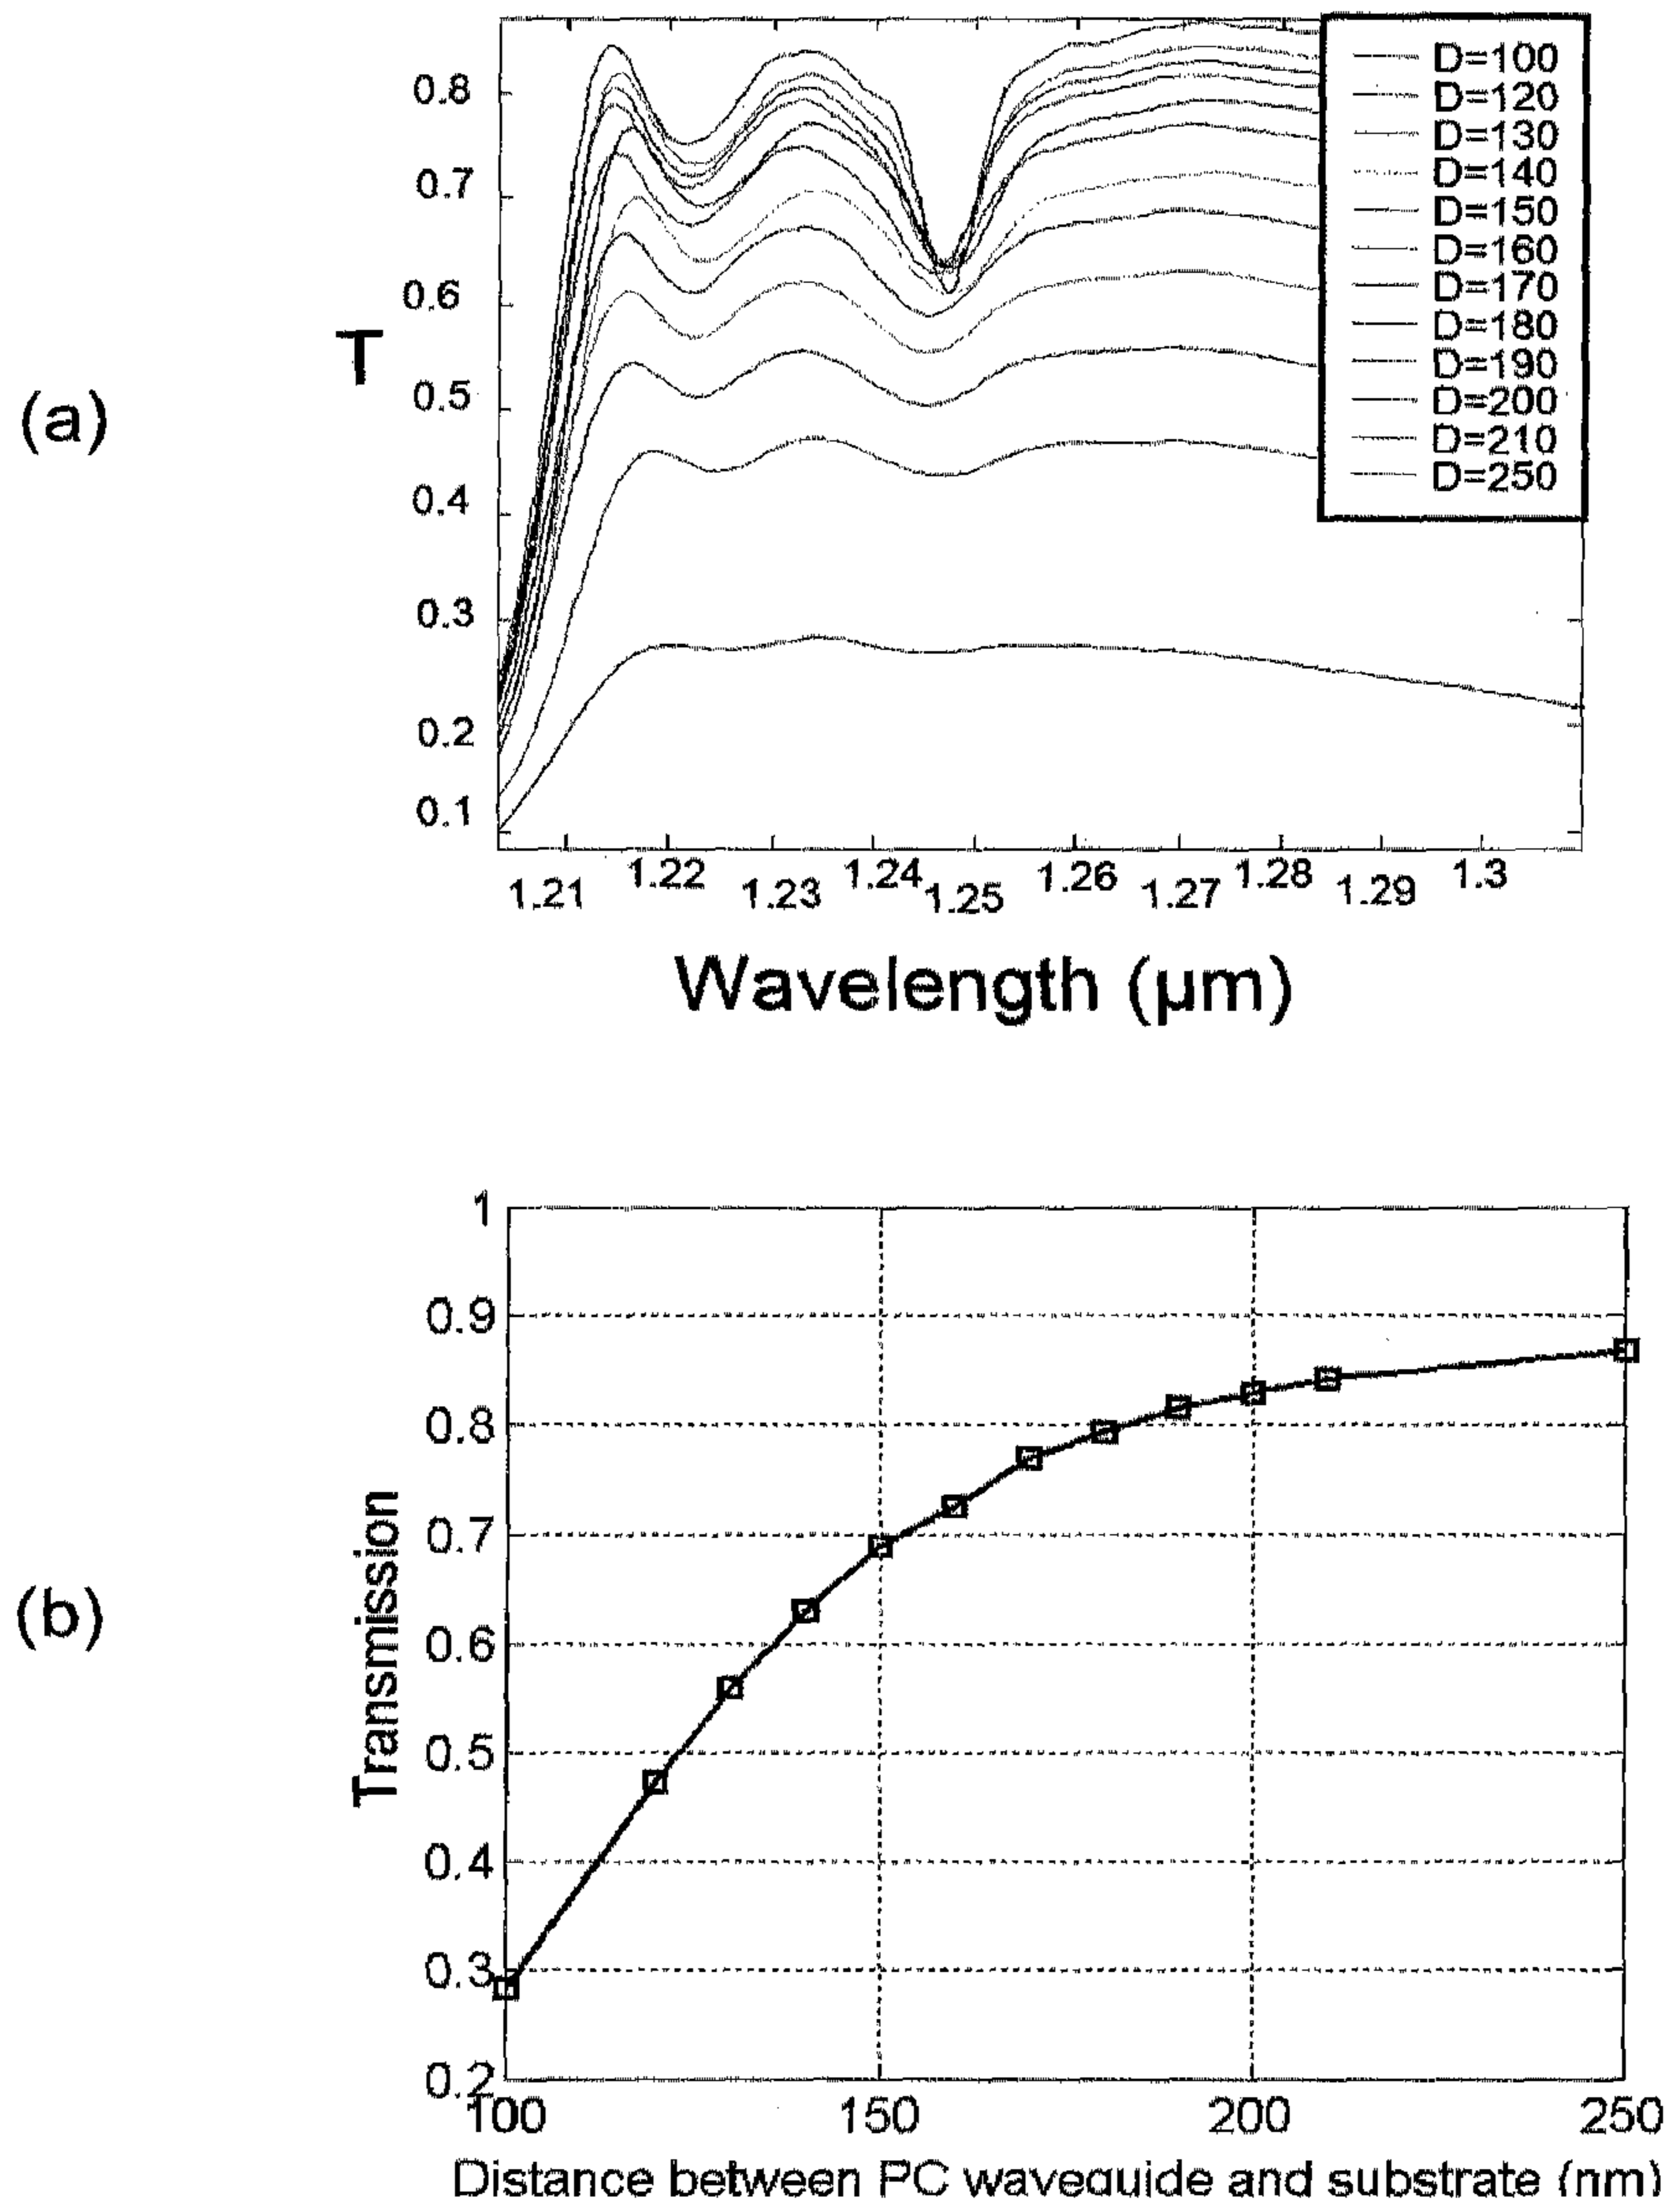 (a)
T
0.8
0.7
0.6
0.5
0.4
0.3
0.2
0.1
1.21
1.22
1.23
1.24
1.25
1.26
1.27
1.28
1.29
1.3
Wavelength (μm)
D=100
D=120
D=130
D=140
D=150
D=160
D=170
D=180
D=190
D=200
D=210
D=250
(b)
Transmission
1
0.9
0.8
0.7
0.6
0.5
0.4
0.3
0.2
100
150
200
250
Distance between PC waveguide and substrate (nm)